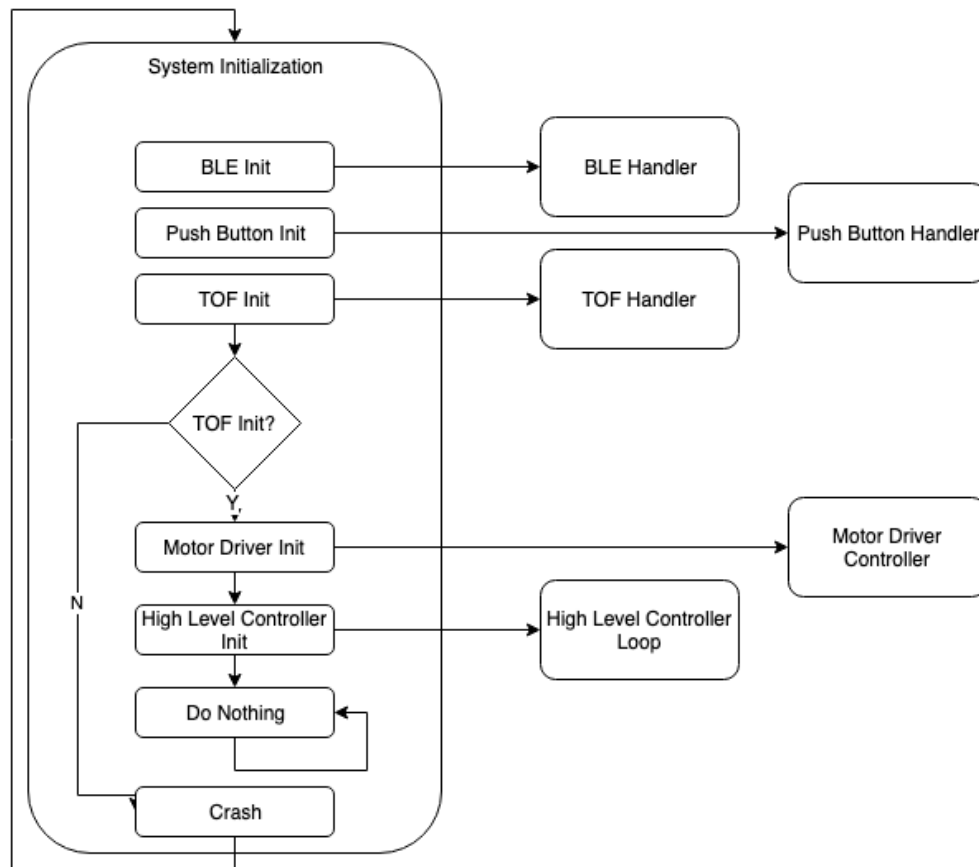 System Initialization
BLE Init
BLE Handler
Push Button Init
Push Button Handler
TOF Init
TOF Handler
TOF Init?
Y,
Motor Driver Init
Motor Driver
Controller
N
High Level Controller
Init
High Level Controller
Loop
Do Nothing
Crash